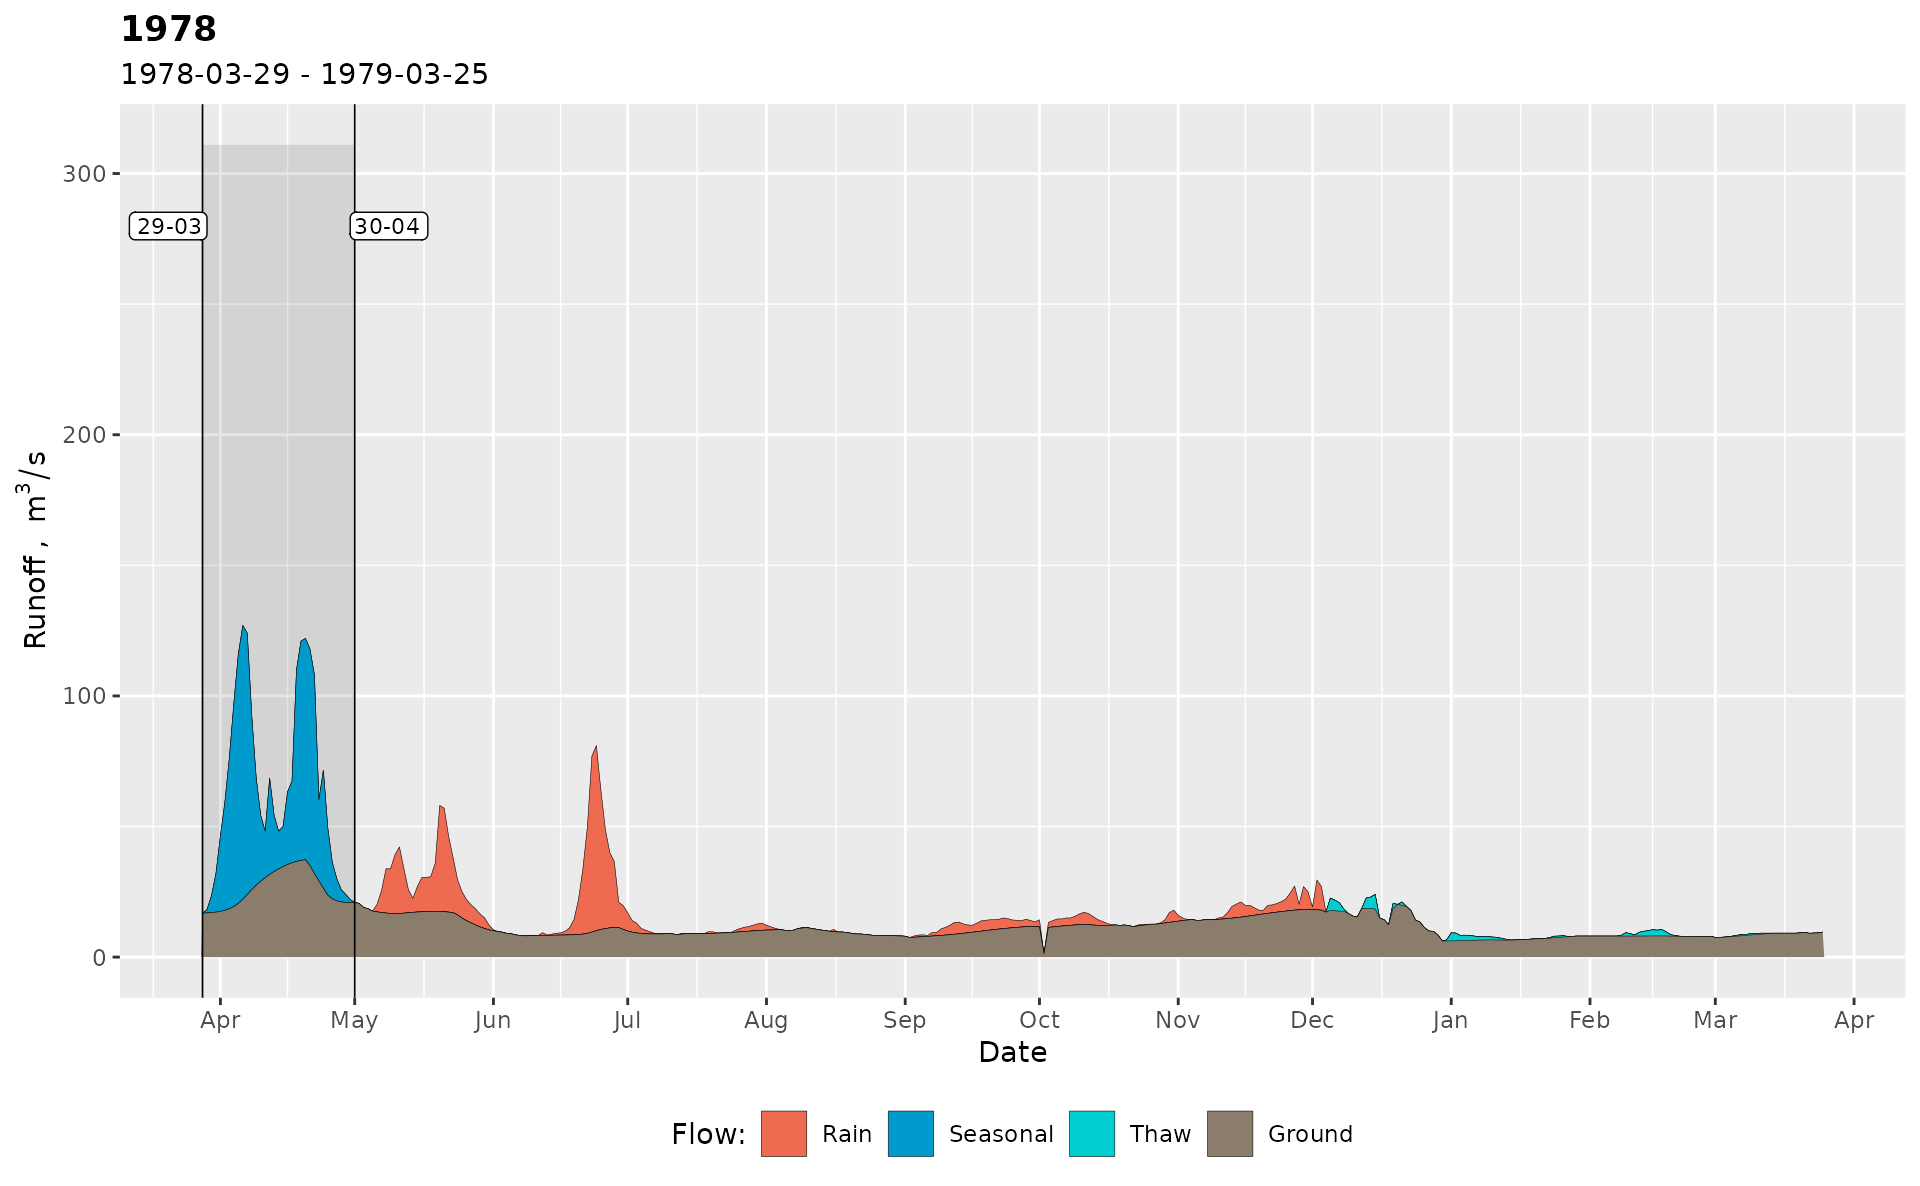 1978
1978-03-29 - 1979-03-25
300
200
100
0
Runoff , m³/s
29-03
30-04
Apr May Jun Jul Aug Sep Oct Nov Dec Jan Feb Mar Apr
Date
Flow: Rain Seasonal Thaw Ground